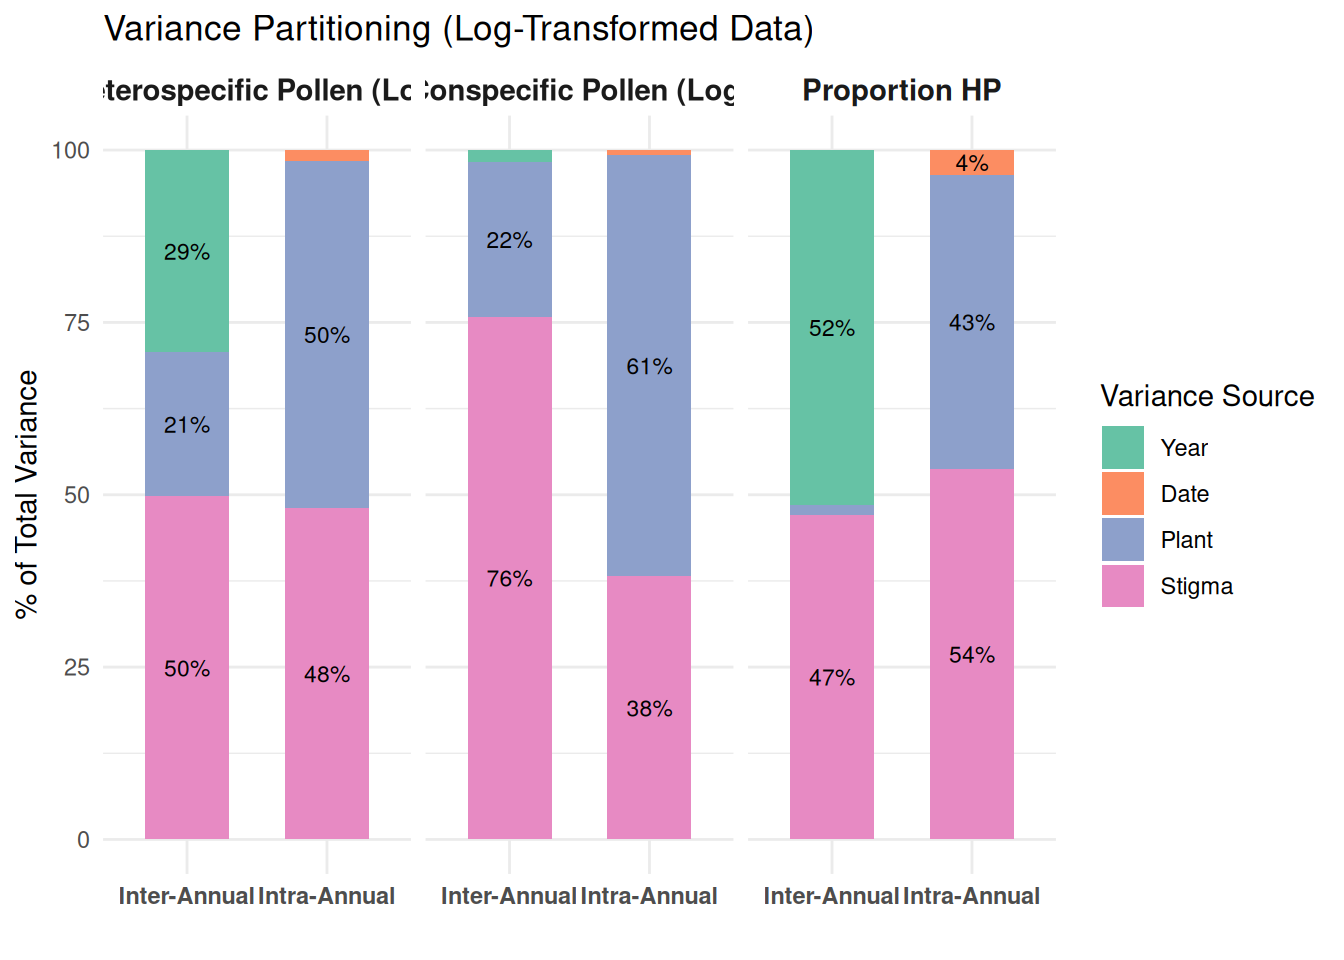 Variance Partitioning (Log-Transformed Data)
terospecific Pollen (Lo
Conspecific Pollen (Log
Proportion HP
% of Total Variance
100
75
50
25
0
29%
21%
50%
50%
48%
22%
76%
61%
38%
52%
47%
4%
43%
54%
Inter-Annual Intra-Annual
Inter-Annual Intra-Annual
Inter-Annual Intra-Annual
Variance Source
Year
Date
Plant
Stigma